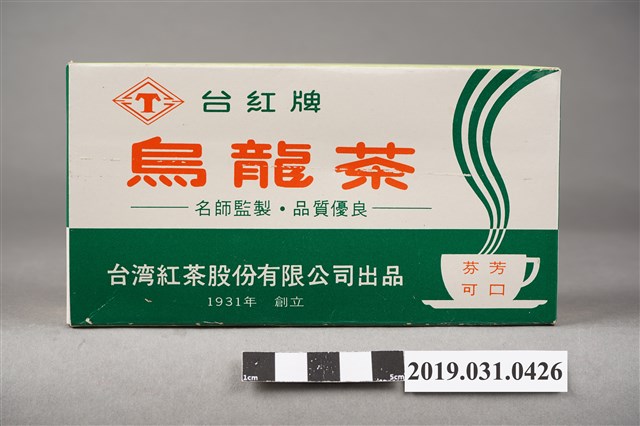 T
台紅牌
烏龍茶
名師監製・品質優良
台湾紅茶股份有限公司出品
1931年 創立
芬芳
可口
1cm 5cm
2019.031.0426